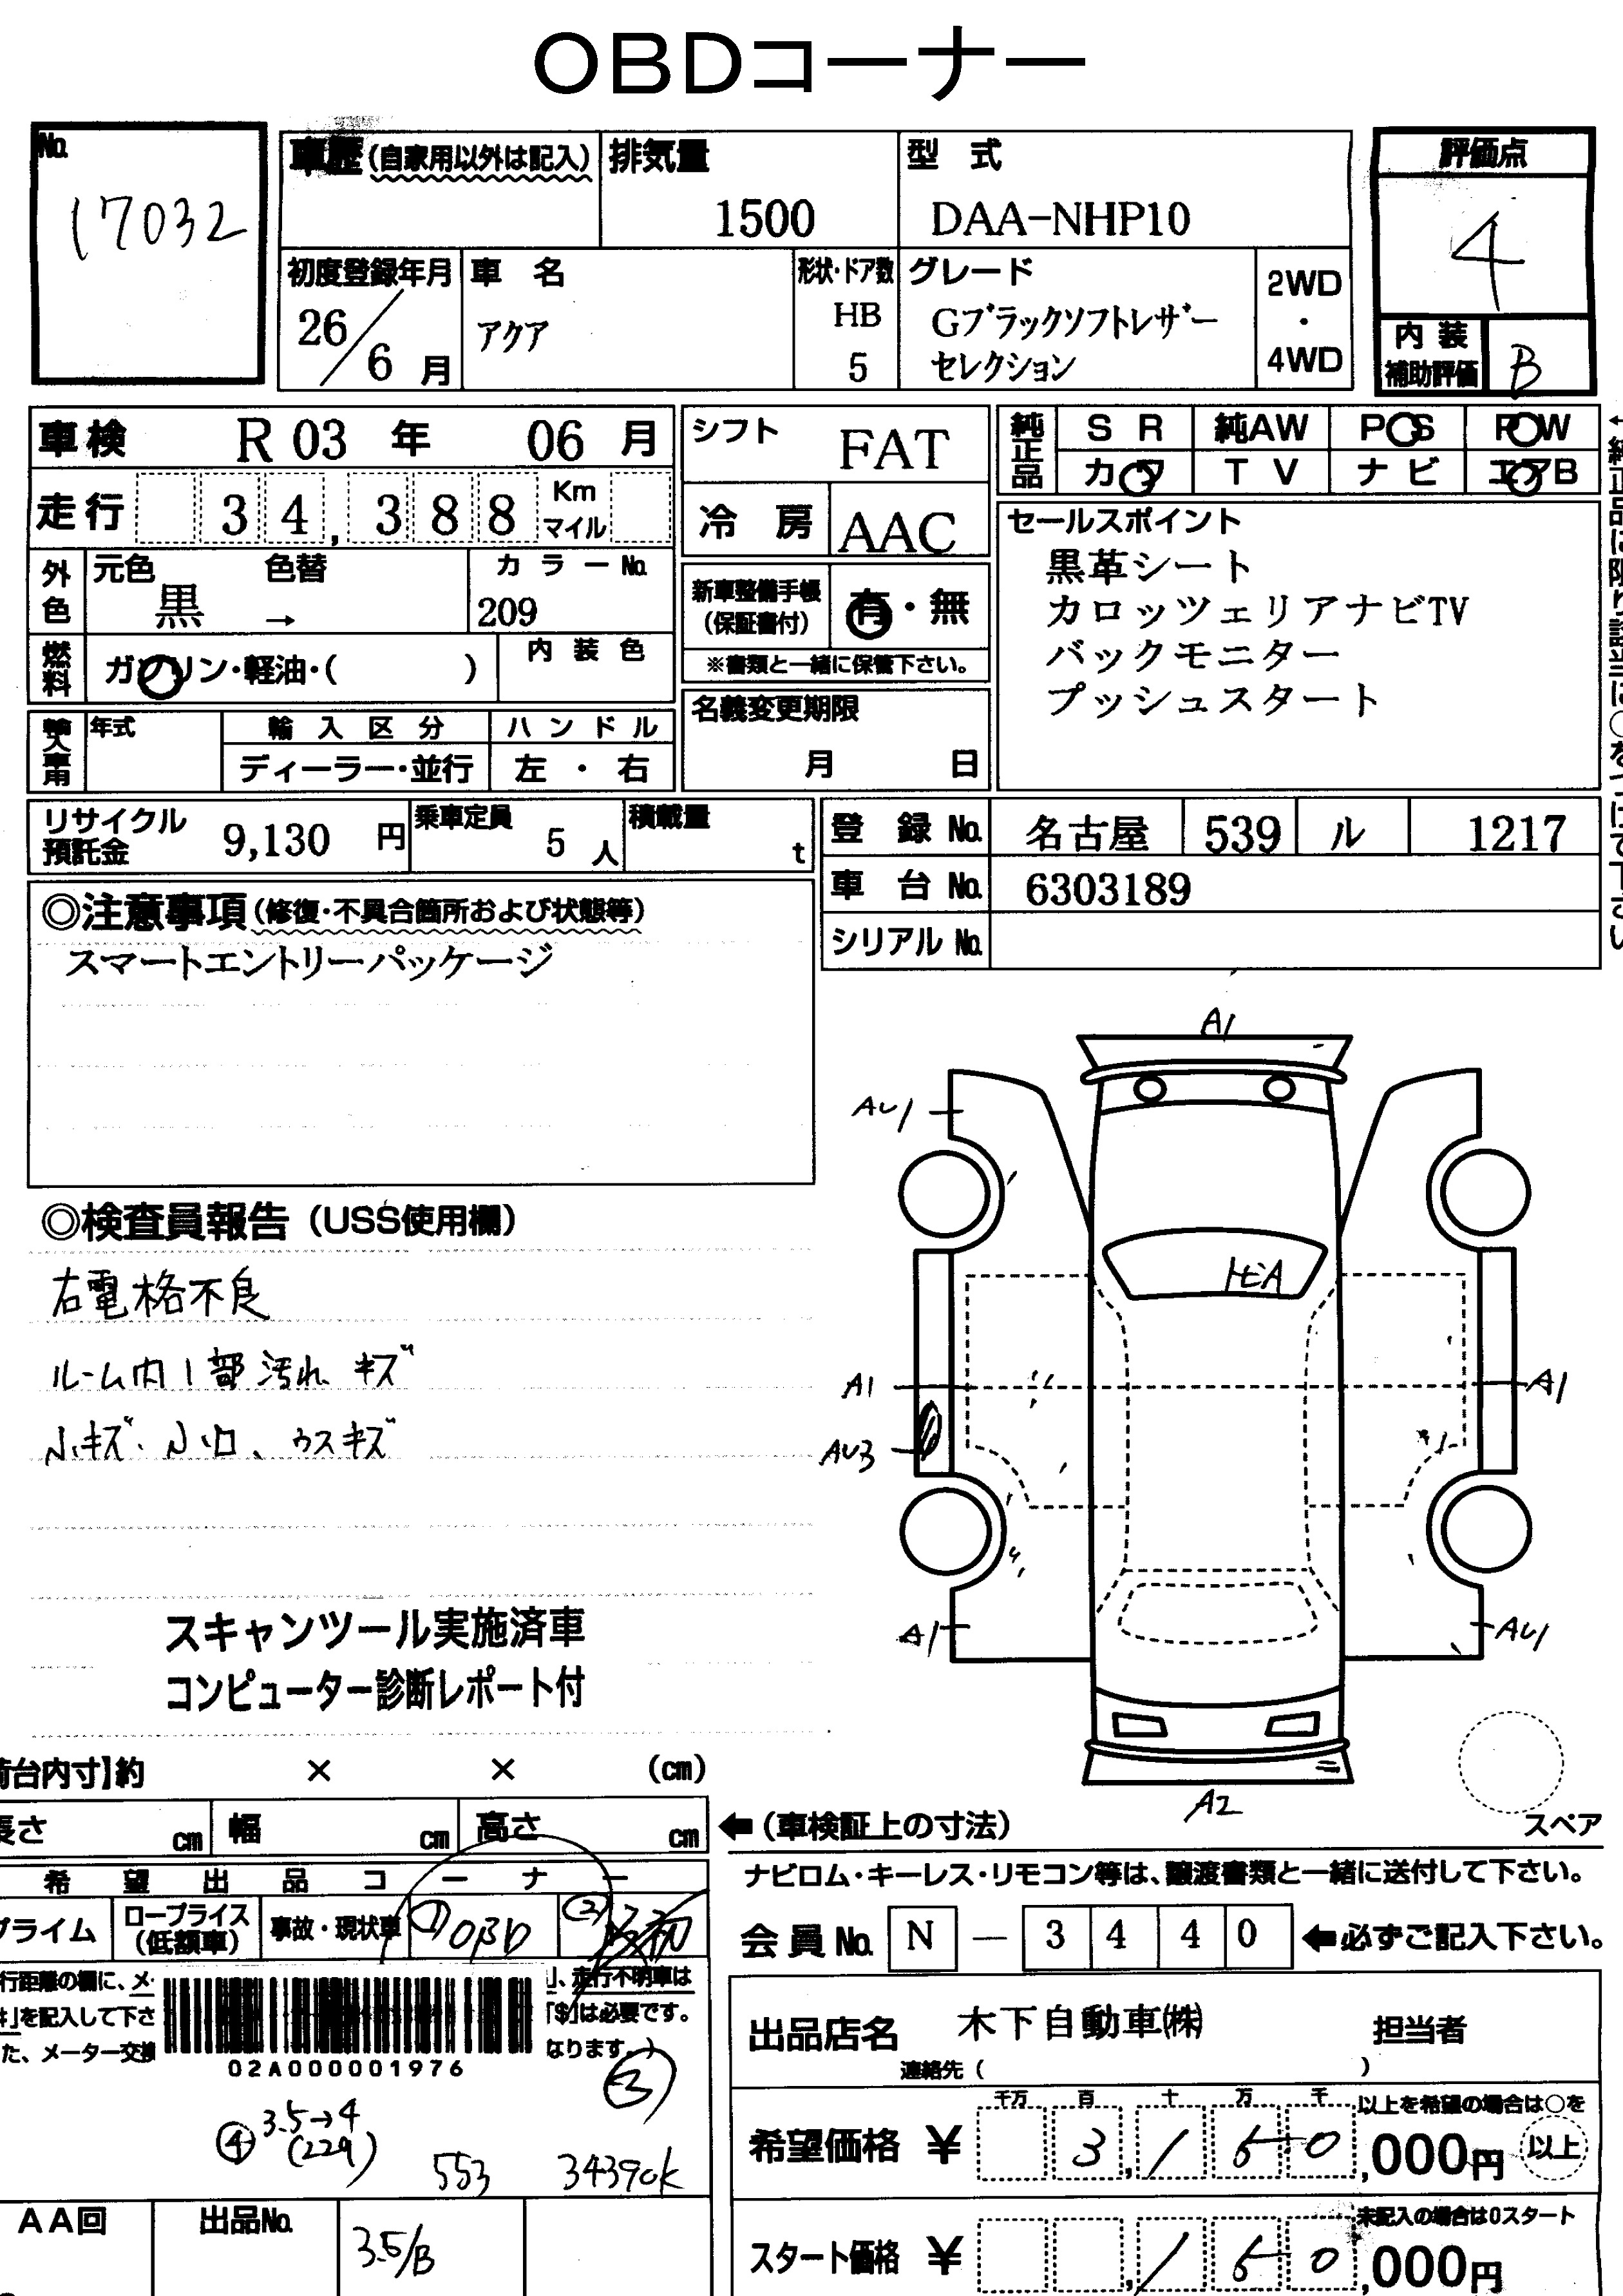 OBDコーナー
No. 17032
車歴(自家用以外は記入)
排気量 1500
型式 DAA-NHP10
評価点 4
初度登録年月 26/6月
車名 アクア
形状・ドア数 HB 5
グレード Gブラックソフトレザーセレクション
2WD・4WD
内装補助評価 B
車検 R 03 年 06 月
シフト FAT
純正品 SR 純AW PS PW
カワ TV ナビ エアB
走行 34,388 Km マイル
冷房 AAC
セールスポイント
黒革シート
カロッツェリアナビTV
バックモニター
プッシュスタート
外色 元色 黒 → 色替 カラーNo. 209
新車整備手帳(保証書付) 有・無
※書類と一緒に保管下さい。
燃料 ガソリン・軽油・( ) 内装色
名義変更期限 月 日
輸入車用 年式 輸入区分 ディーラー・並行 ハンドル 左・右
リサイクル預託金 9,130 円
乗車定員 5 人
積載量 t
登録No. 名古屋 539 ル 1217
車台No. 6303189
シリアルNo.
◎注意事項(修復・不具合箇所および状態等)
スマートエントリーパッケージ
◎検査員報告(USS使用欄)
右電格不良
ルーム内1部汚れ、キズ
小キズ、小凹、ウスキズ
スキャンツール実施済車
コンピューター診断レポート付
A1
AU1
ﾄﾋA
A1
A1
AU3
A1
AU1
A2
スペア
荷台内寸】約 × × (cm)
長さ cm 幅 cm 高さ cm
←(車検証上の寸法)
ナビロム・キーレス・リモコン等は、譲渡書類と一緒に送付して下さい。
希望出品コーナー
プライム ロープライス(低額車) 事故・現状車 ①OBD ②
会員No. N — 3 4 4 0 ←必ずご記入下さい。
行距離の欄に、メ 」、走行不明車は
」を記入して下さ 「$」は必要です。
た、メーター交換 なります。)
02A000001976
③
出品店名 木下自動車㈱ 担当者
連絡先( )
④ 3.5→4
(229)
553 34390k
千万 百 十 万 千 以上を希望の場合は○を
希望価格 ¥ 3,150,000円 以上
AA回 出品No. 3.5/B
未記入の場合は0スタート
スタート価格 ¥ ,150,000円